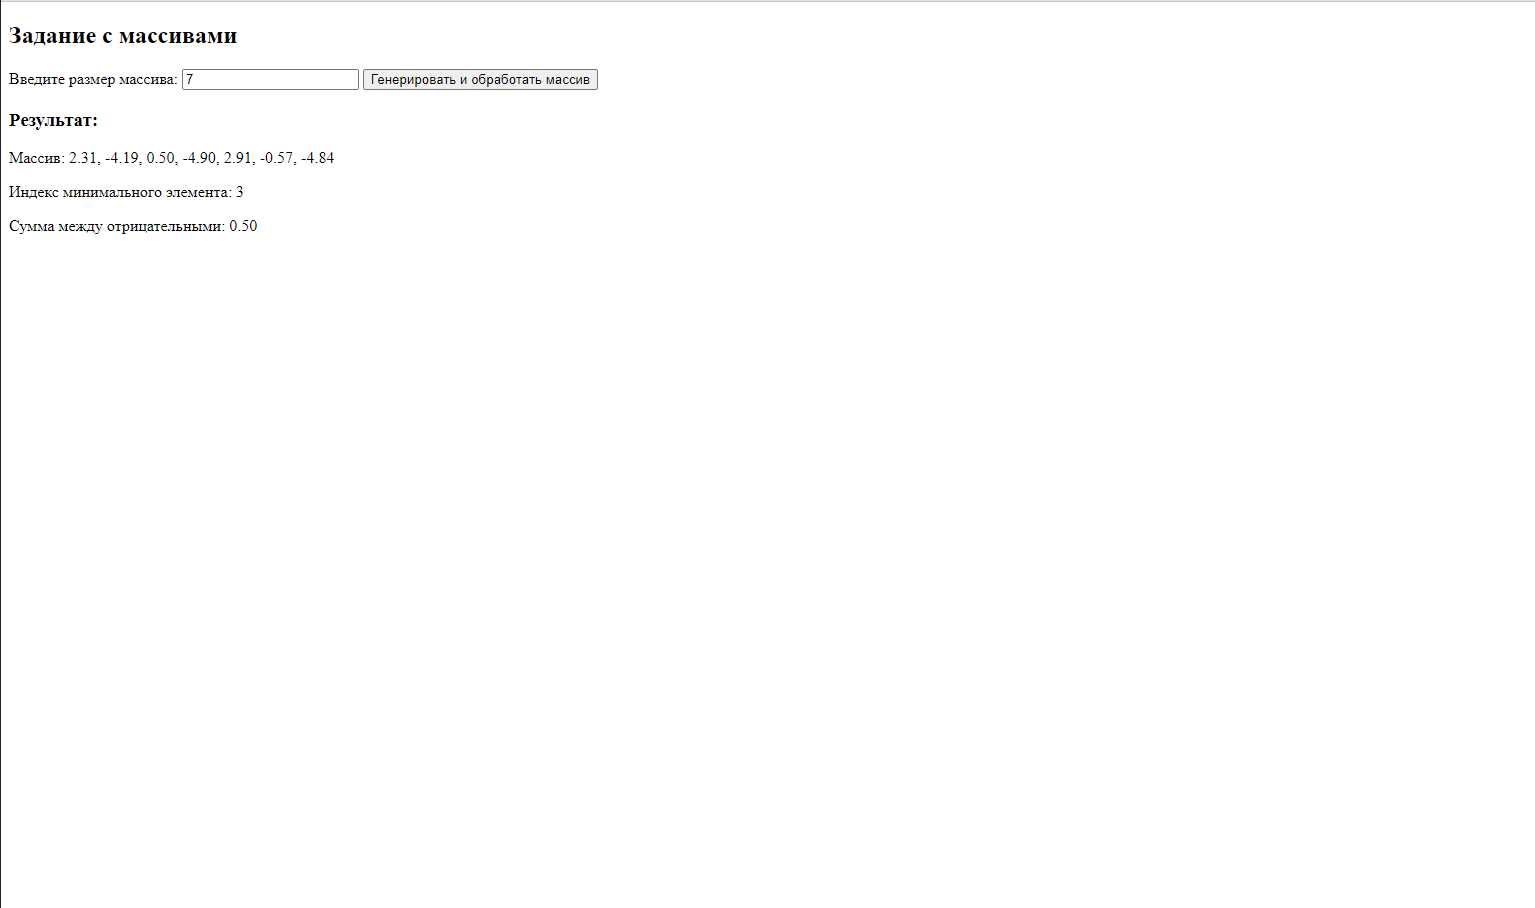 Задание с массивами
Введите размер массива: 7 Генерировать и обработать массив
Результат:
Массив: 2.31, -4.19, 0.50, -4.90, 2.91, -0.57, -4.84
Индекс минимального элемента: 3
Сумма между отрицательными: 0.50